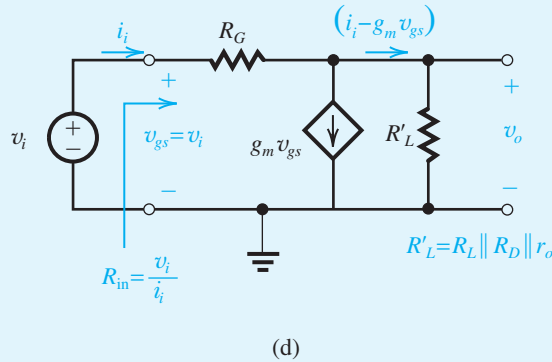 (i_i − g_m v_gs)
i_i
R_G
+
+
+
v_i
+
−
v_gs = v_i
g_m v_gs
R'_L
v_o
−
−
R_in = v_i / i_i
R'_L = R_L || R_D || r_o
(d)